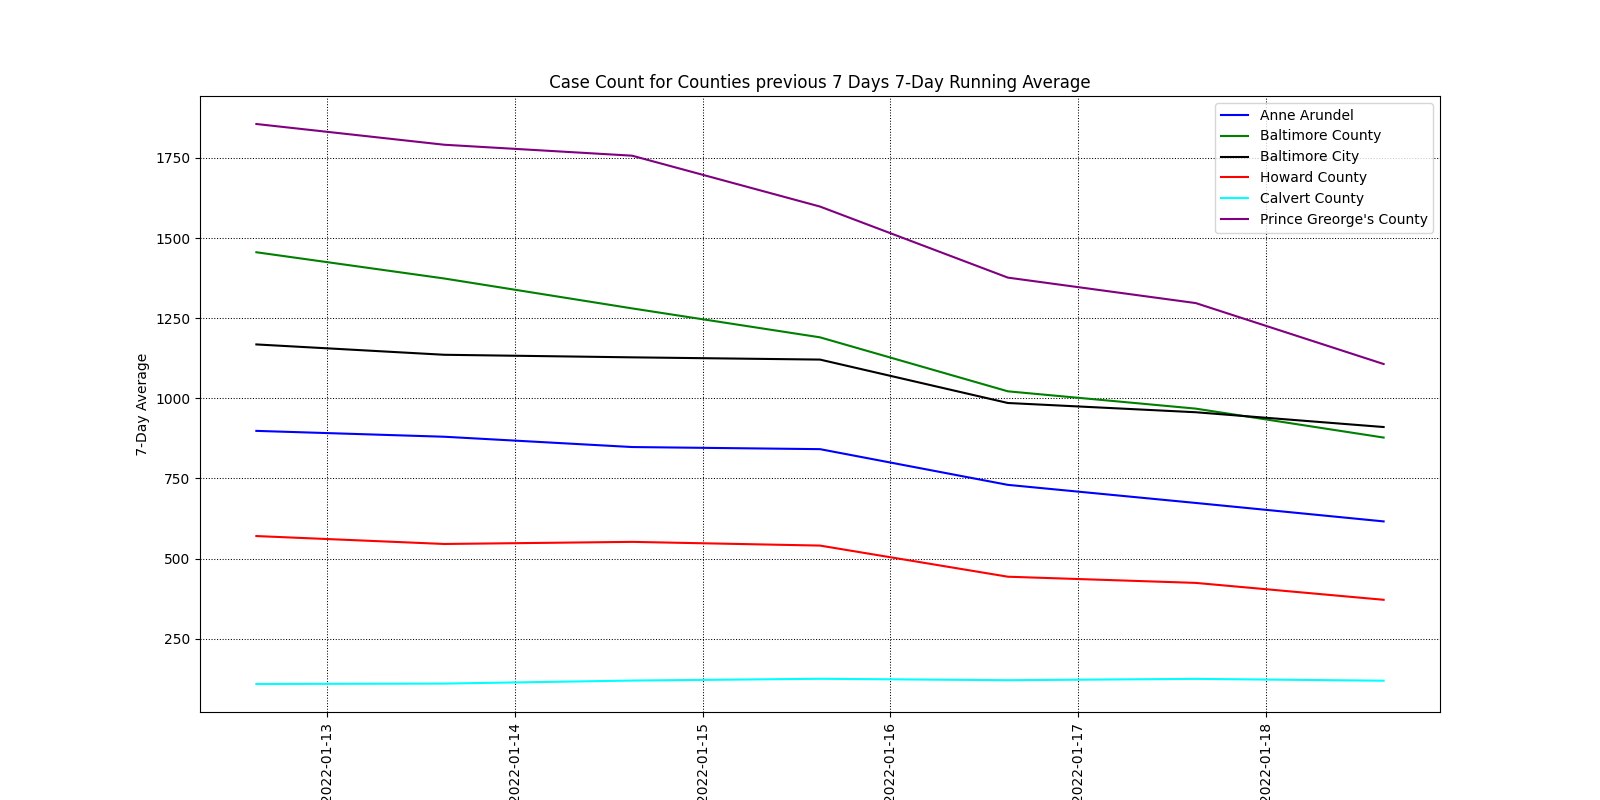 Case Count for Counties previous 7 Days 7-Day Running Average
Anne Arundel
Baltimore County
Baltimore City
Howard County
Calvert County
Prince Greorge's County
7-Day Average
1750
1500
1250
1000
750
500
250
2022-01-13
2022-01-14
2022-01-15
2022-01-16
2022-01-17
2022-01-18